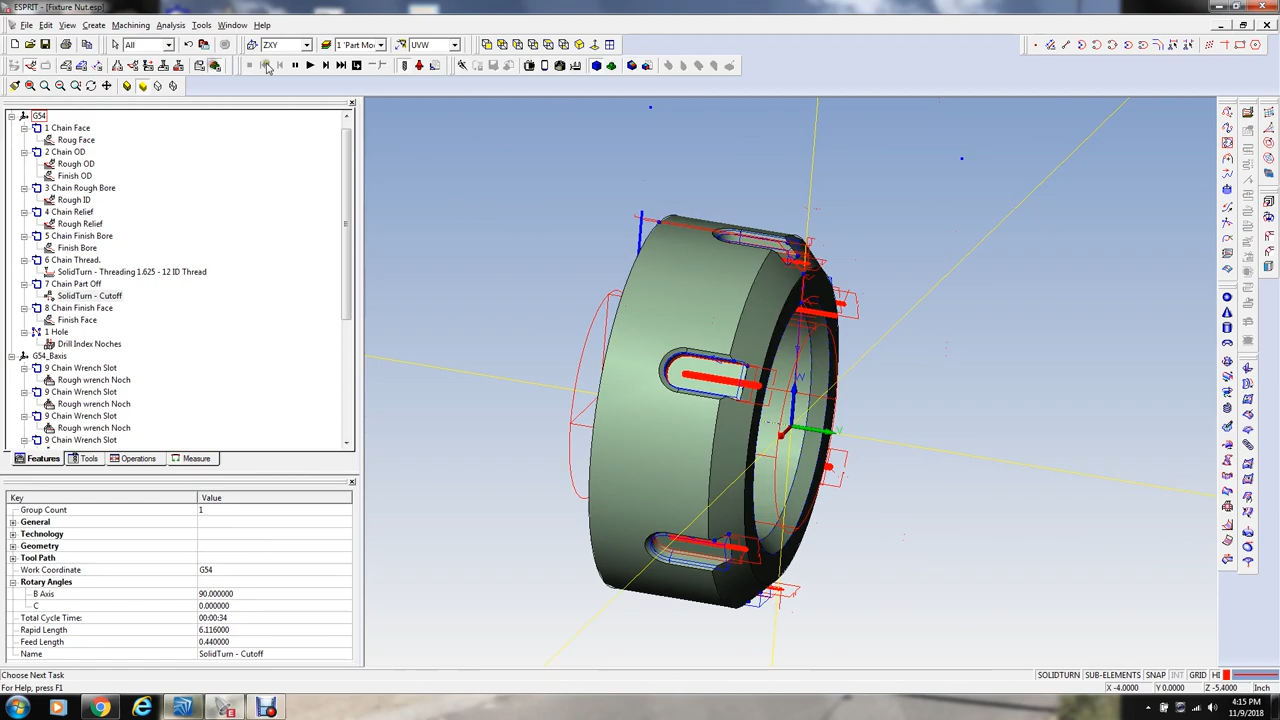 ESPRIT - [Fixture Nut.esp]
File Edit View Create Machining Analysis Tools Window Help
All ZXY 1 'Part Mo UVW
G54
1 Chain Face
Roug Face
2 Chain OD
Rough OD
Finish OD
3 Chain Rough Bore
Rough ID
4 Chain Relief
Rough Relief
5 Chain Finish Bore
Finish Bore
6 Chain Thread.
SolidTurn - Threading 1.625 - 12 ID Thread
7 Chain Part Off
SolidTurn - Cutoff
8 Chain Finish Face
Finish Face
1 Hole
Drill Index Noches
G54_Baxis
9 Chain Wrench Slot
Rough wrench Noch
9 Chain Wrench Slot
Rough wrench Noch
9 Chain Wrench Slot
Rough wrench Noch
9 Chain Wrench Slot
Features Tools Operations Measure
Key Value
Group Count 1
General
Technology
Geometry
Tool Path
Work Coordinate G54
Rotary Angles
B Axis 90.000000
C 0.000000
Total Cycle Time: 00:00:34
Rapid Length 6.116000
Feed Length 0.440000
Name SolidTurn - Cutoff
W
V
Choose Next Task
SOLIDTURN SUB-ELEMENTS SNAP INT GRID HI
For Help, press F1
X -4.0000 Y 0.0000 Z -5.4000 Inch
4:15 PM
11/9/2018